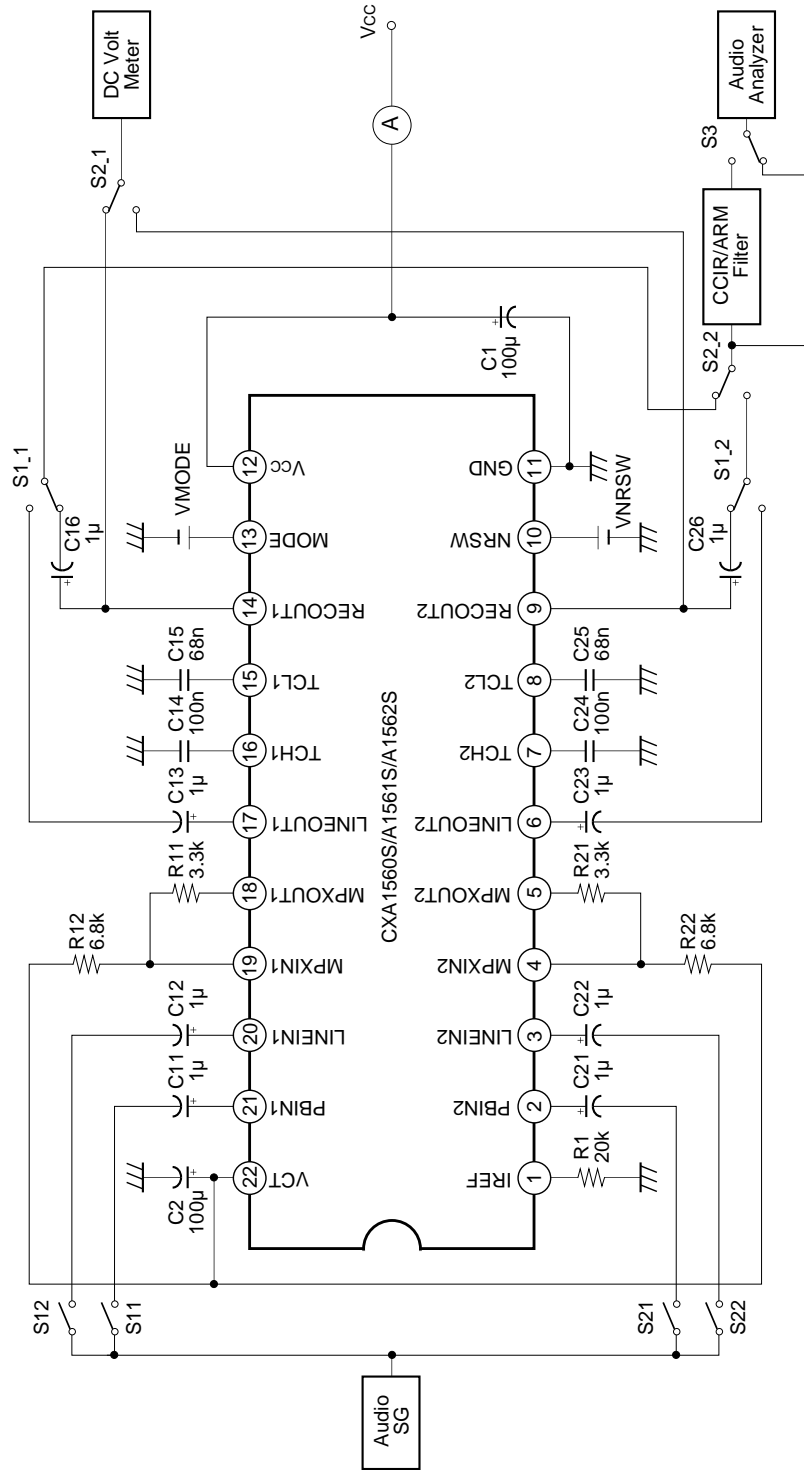 DC Volt
Meter
S2_1
VCC
A
Audio
Analyzer
S3
CCIR/ARM
Filter
S2_2
S1_1
C16
1µ
C1
100µ
S1_2
C26
1µ
VMODE
VNRSW
C15
68n
C14
100n
C13
1µ
R11
3.3k
R12
6.8k
C12
1µ
C11
1µ
C2
100µ
22
21
20
19
18
17
16
15
14
13
12
VCT
PBIN1
LINEIN1
MPXIN1
MPXOUT1
LINEOUT1
TCH1
TCL1
RECOUT1
MODE
VCC
CXA1560S/A1561S/A1562S
IREF
PBIN2
LINEIN2
MPXIN2
MPXOUT2
LINEOUT2
TCH2
TCL2
RECOUT2
NRSW
GND
1
2
3
4
5
6
7
8
9
10
11
R1
20k
C21
1µ
C22
1µ
R22
6.8k
R21
3.3k
C23
1µ
C24
100n
C25
68n
S12
S11
S21
S22
Audio
SG